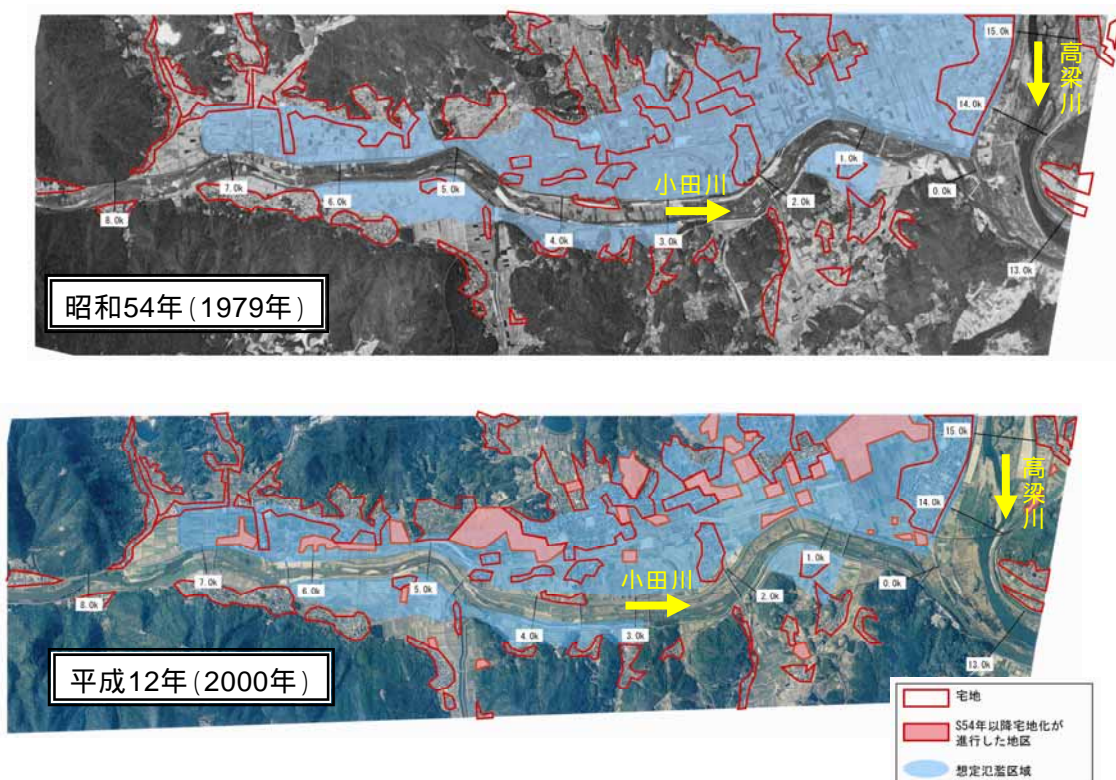 15.0k
高梁川
14.0k
1.0k
7.0k
5.0k
小田川
0.0k
8.0k
6.0k
2.0k
4.0k
3.0k
13.0k
昭和54年(1979年)
15.0k
高梁川
14.0k
1.0k
7.0k
6.0k
5.0k
小田川
0.0k
8.0k
2.0k
4.0k
3.0k
13.0k
平成12年(2000年)
宅地
S54年以降宅地化が
進行した地区
想定氾濫区域